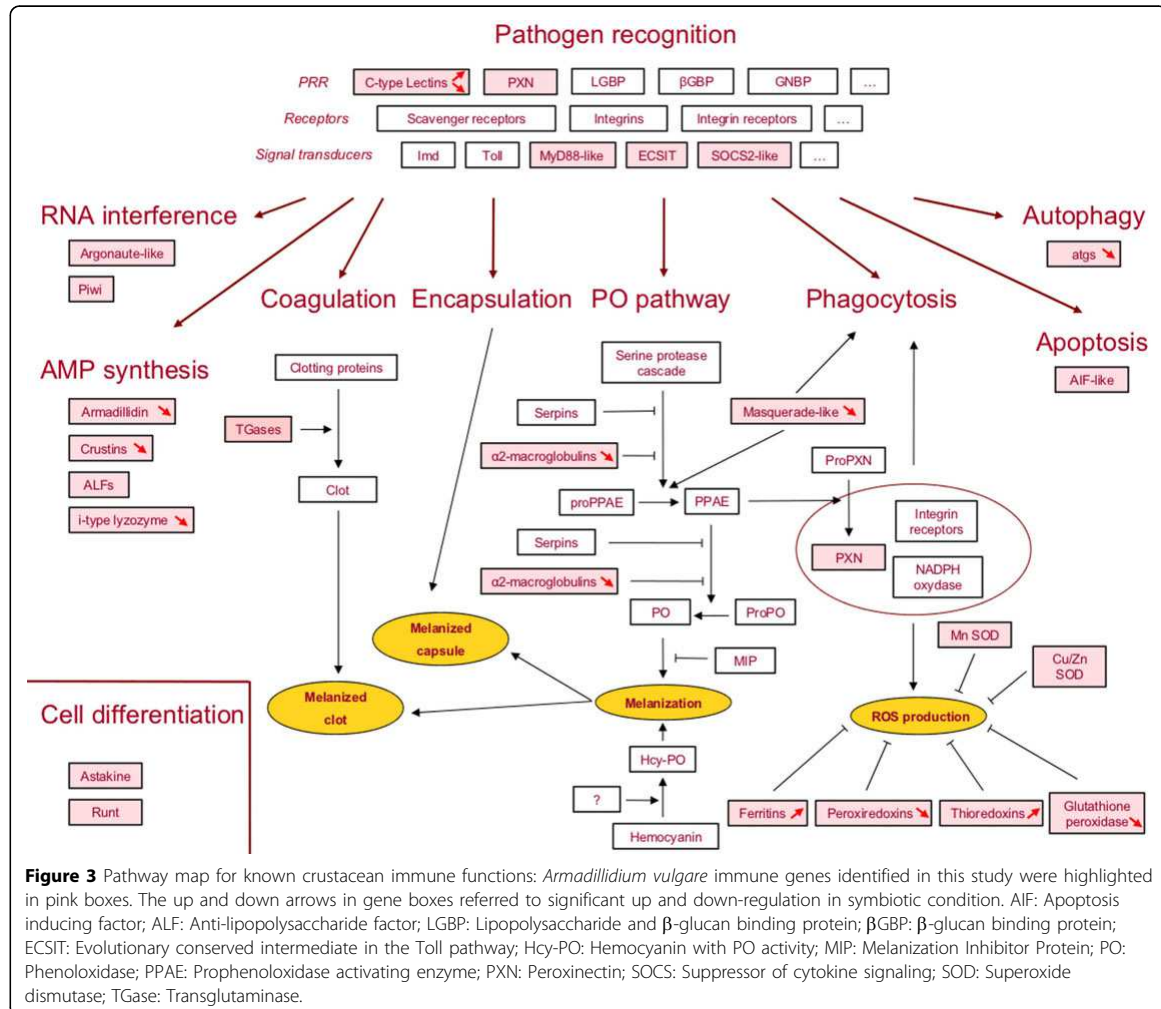 Pathogen recognition
PRR
C-type Lectins
PXN
LGBP
βGBP
GNBP
...
Receptors
Scavenger receptors
Integrins
Integrin receptors
...
Signal transducers
Imd
Toll
MyD88-like
ECSIT
SOCS2-like
...
RNA interference
Argonaute-like
Piwi
Autophagy
atgs
Coagulation
Encapsulation
PO pathway
Phagocytosis
Apoptosis
AIF-like
AMP synthesis
Armadillidin
Crustins
ALFs
i-type lyzozyme
Clotting proteins
TGases
Clot
Serine protease
cascade
Serpins
α2-macroglobulins
Masquerade-like
proPPAE
PPAE
ProPXN
Integrin
receptors
PXN
NADPH
oxydase
Serpins
α2-macroglobulins
PO
ProPO
MIP
Mn SOD
Cu/Zn
SOD
Melanized
capsule
Melanized
clot
Melanization
ROS production
Cell differentiation
Astakine
Runt
Hcy-PO
?
Hemocyanin
Ferritins
Peroxiredoxins
Thioredoxins
Glutathione
peroxidase
Figure 3 Pathway map for known crustacean immune functions: Armadillidium vulgare immune genes identified in this study were highlighted
in pink boxes. The up and down arrows in gene boxes referred to significant up and down-regulation in symbiotic condition. AIF: Apoptosis
inducing factor; ALF: Anti-lipopolysaccharide factor; LGBP: Lipopolysaccharide and β-glucan binding protein; βGBP: β-glucan binding protein;
ECSIT: Evolutionary conserved intermediate in the Toll pathway; Hcy-PO: Hemocyanin with PO activity; MIP: Melanization Inhibitor Protein; PO:
Phenoloxidase; PPAE: Prophenoloxidase activating enzyme; PXN: Peroxinectin; SOCS: Suppressor of cytokine signaling; SOD: Superoxide
dismutase; TGase: Transglutaminase.